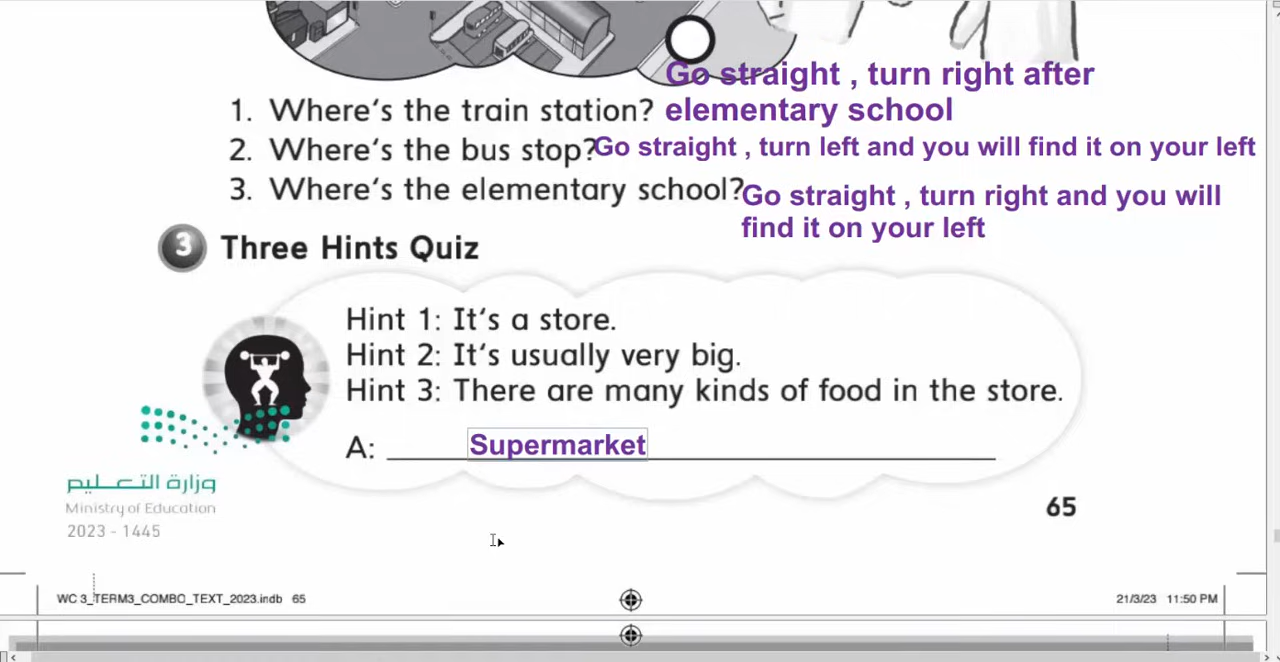 Go straight , turn right after
1. Where's the train station? elementary school
2. Where's the bus stop? Go straight , turn left and you will find it on your left
3. Where's the elementary school? Go straight , turn right and you will
find it on your left
3 Three Hints Quiz
Hint 1: It's a store.
Hint 2: It's usually very big.
Hint 3: There are many kinds of food in the store.
A: Supermarket
وزارة التعليم
Ministry of Education
2023 - 1445
65
WC 3_TERM3_COMBO_TEXT_2023.indb 65
21/3/23 11:50 PM